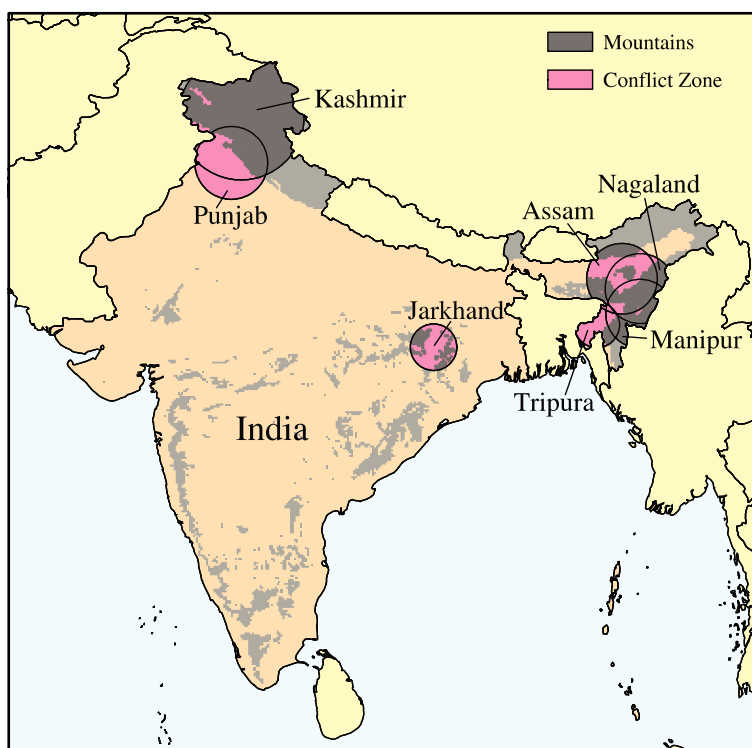 Mountains
Conflict Zone
Kashmir
Punjab
Nagaland
Assam
Jarkhand
Manipur
Tripura
India